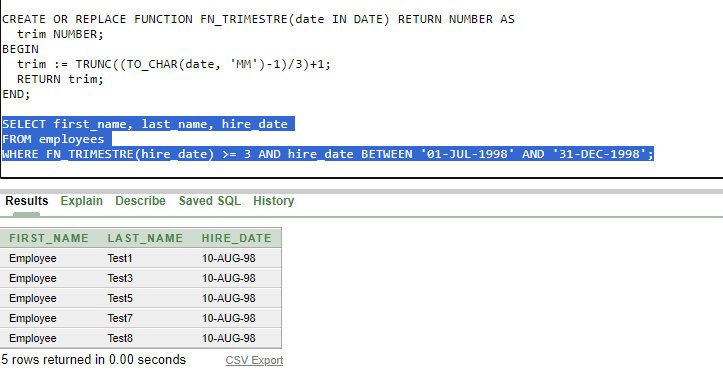 CREATE OR REPLACE FUNCTION FN_TRIMESTRE(date IN DATE) RETURN NUMBER AS
  trim NUMBER;
BEGIN
  trim := TRUNC((TO_CHAR(date, 'MM')-1)/3)+1;
  RETURN trim;
END;
SELECT first_name, last_name, hire_date
FROM employees
WHERE FN_TRIMESTRE(hire_date) >= 3 AND hire_date BETWEEN '01-JUL-1998' AND '31-DEC-1998';
Results Explain Describe Saved SQL History
FIRST_NAME LAST_NAME HIRE_DATE
Employee Test1 10-AUG-98
Employee Test3 10-AUG-98
Employee Test5 10-AUG-98
Employee Test7 10-AUG-98
Employee Test8 10-AUG-98
5 rows returned in 0.00 seconds CSV Export